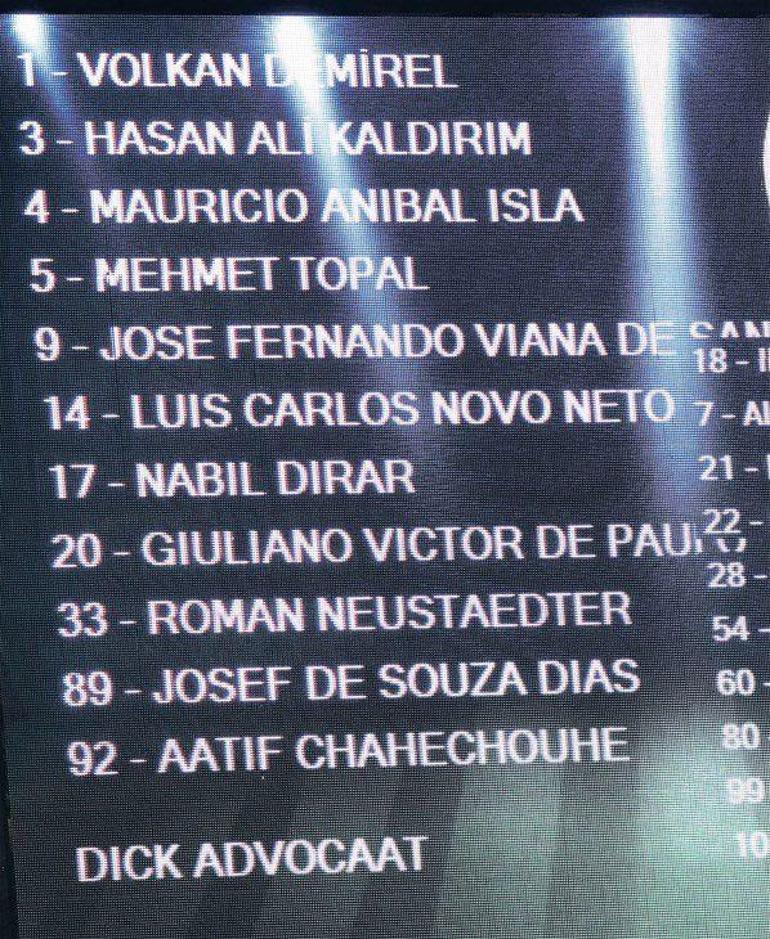 1 - VOLKAN DEMİREL
3 - HASAN ALİ KALDIRIM
4 - MAURICIO ANIBAL ISLA
5 - MEHMET TOPAL
9 - JOSE FERNANDO VIANA DE
14 - LUIS CARLOS NOVO NETO
17 - NABIL DIRAR
20 - GIULIANO VICTOR DE
33 - ROMAN NEUSTAEDTER
89 - JOSEF DE SOUZA DIAS
92 - AATIF CHAHECHOUHE
DICK ADVOCAAT
18 -
7 -
21 -
22 -
28 -
54 -
60 -
80
99